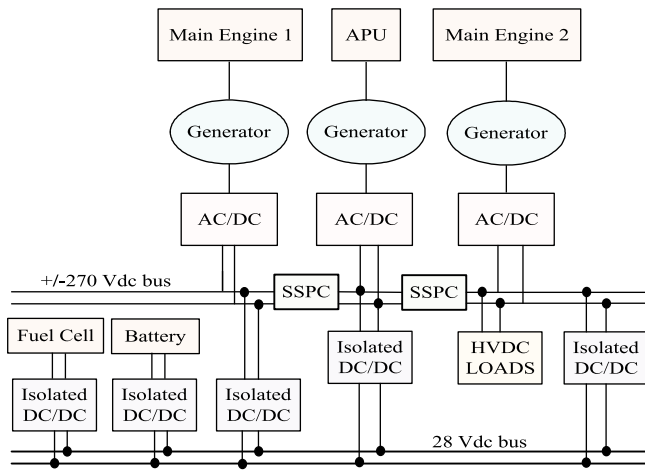 Main Engine 1
APU
Main Engine 2
Generator
Generator
Generator
AC/DC
AC/DC
AC/DC
+/-270 Vdc bus
SSPC
SSPC
Fuel Cell
Battery
Isolated
DC/DC
HVDC
LOADS
Isolated
DC/DC
Isolated
DC/DC
Isolated
DC/DC
Isolated
DC/DC
28 Vdc bus